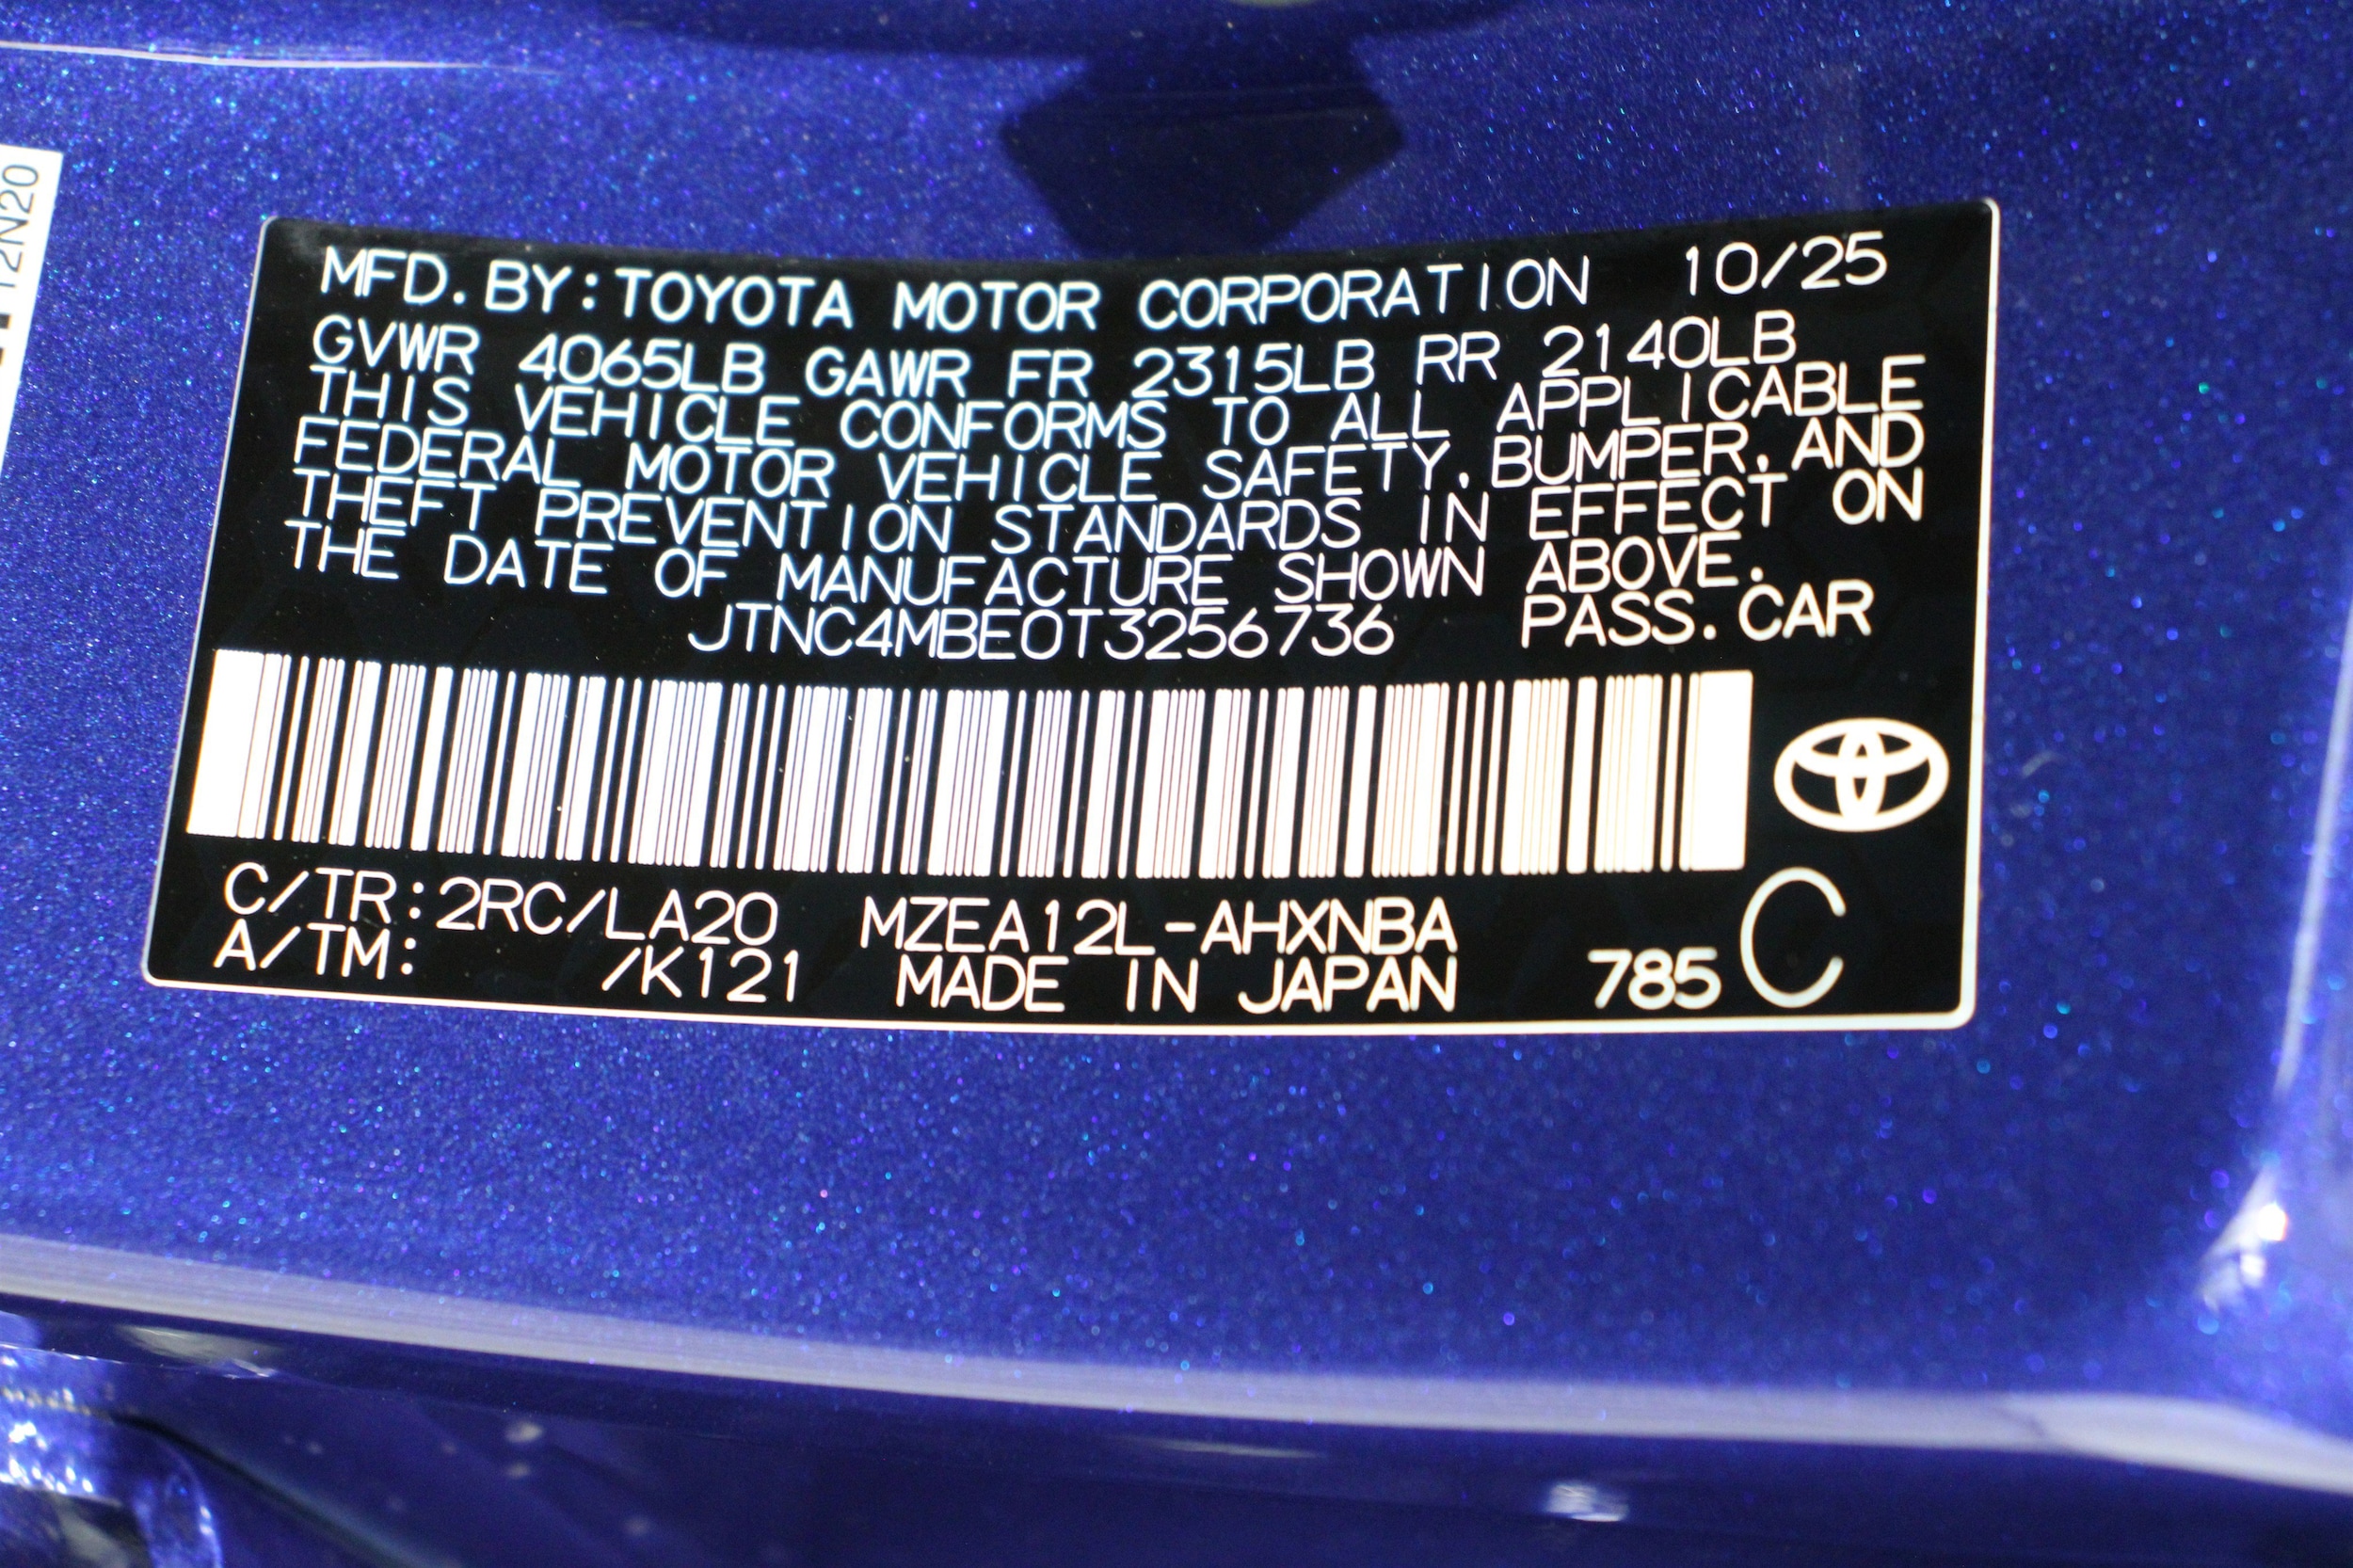 12N20
MFD. BY: TOYOTA MOTOR CORPORATION 10/25
GVWR 4065LB GAWR FR 2315LB RR 2140LB
THIS VEHICLE CONFORMS TO ALL APPLICABLE
FEDERAL MOTOR VEHICLE SAFETY, BUMPER, AND
THEFT PREVENTION STANDARDS IN EFFECT ON
THE DATE OF MANUFACTURE SHOWN ABOVE.
JTNC4MBE0T3256736 PASS. CAR
C/TR: 2RC/LA20 MZEA12L-AHXNBA 785 C
A/TM: /K121 MADE IN JAPAN